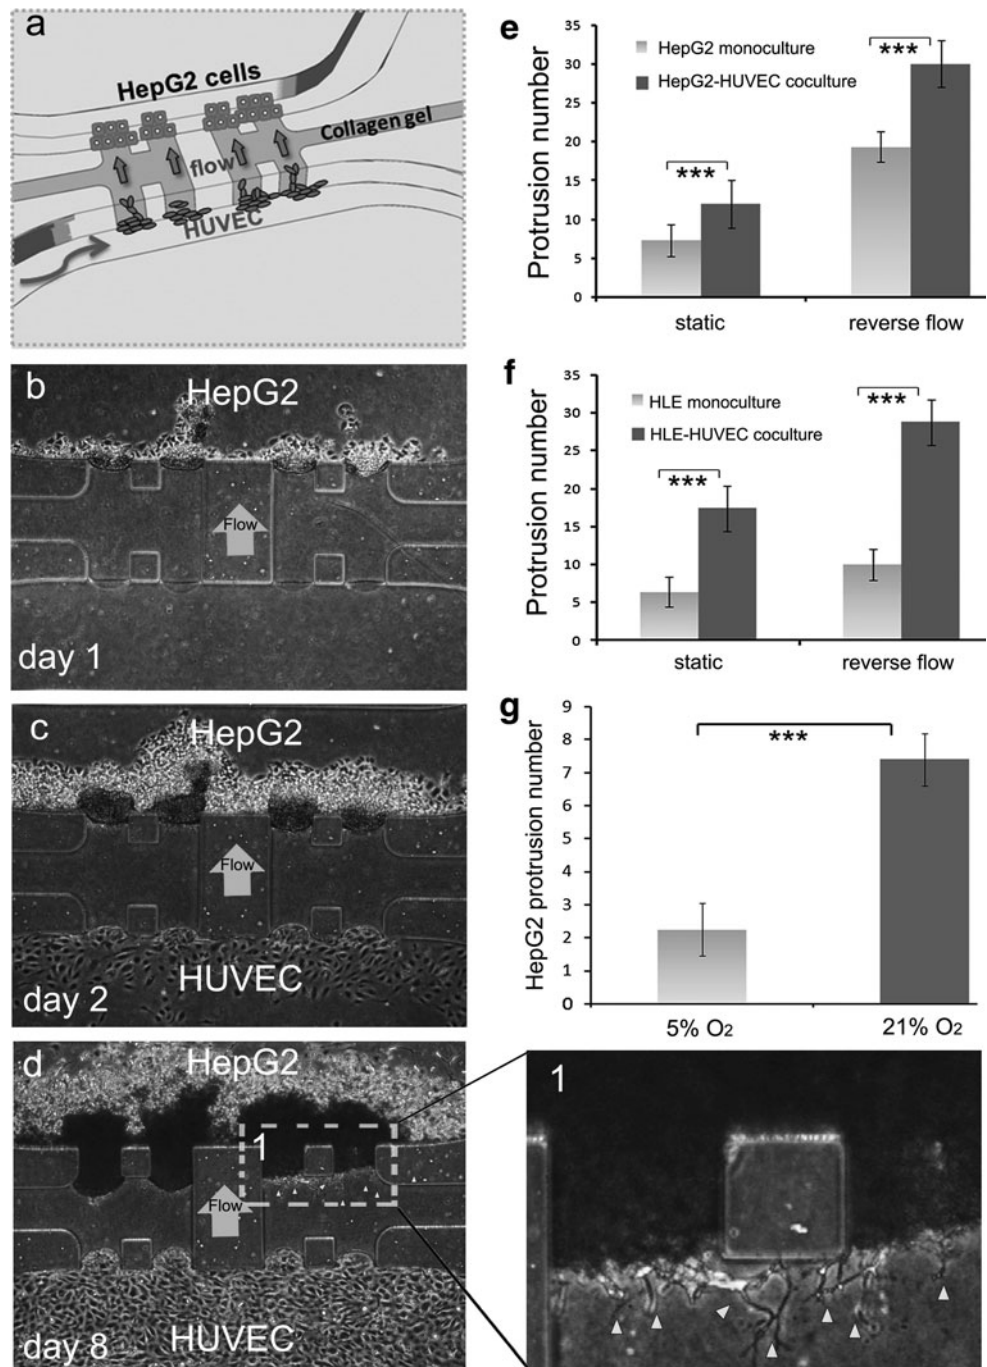 a
HepG2 cells
Collagen gel
flow
HUVEC
b
HepG2
Flow
day 1
c
HepG2
Flow
HUVEC
day 2
d
HepG2
1
Flow
HUVEC
day 8
e
Protrusion number
35
30
25
20
15
10
5
0
HepG2 monoculture
HepG2-HUVEC coculture
***
***
static
reverse flow
f
Protrusion number
35
30
25
20
15
10
5
0
HLE monoculture
HLE-HUVEC coculture
***
***
static
reverse flow
g
HepG2 protrusion number
9
8
7
6
5
4
3
2
1
0
***
5% O2
21% O2
1